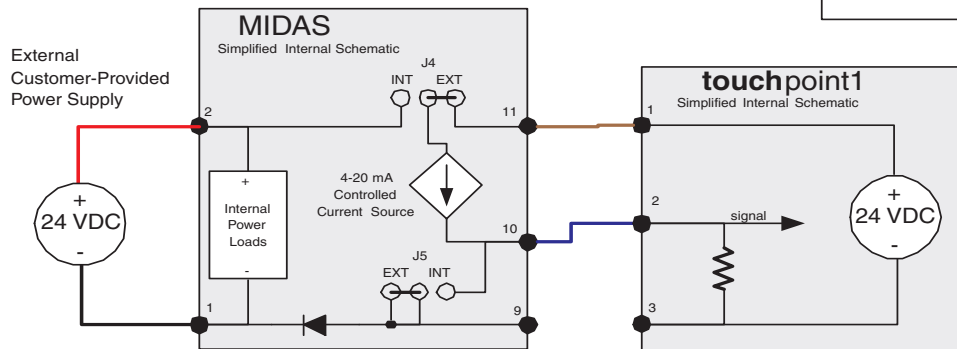 External
Customer-Provided
Power Supply
+
24 VDC
-
MIDAS
Simplified Internal Schematic
J4
INT
EXT
2
11
+
Internal
Power
Loads
-
4-20 mA
Controlled
Current Source
10
J5
EXT
INT
1
9
touchpoint1
Simplified Internal Schematic
1
2
signal
3
+
24 VDC
-